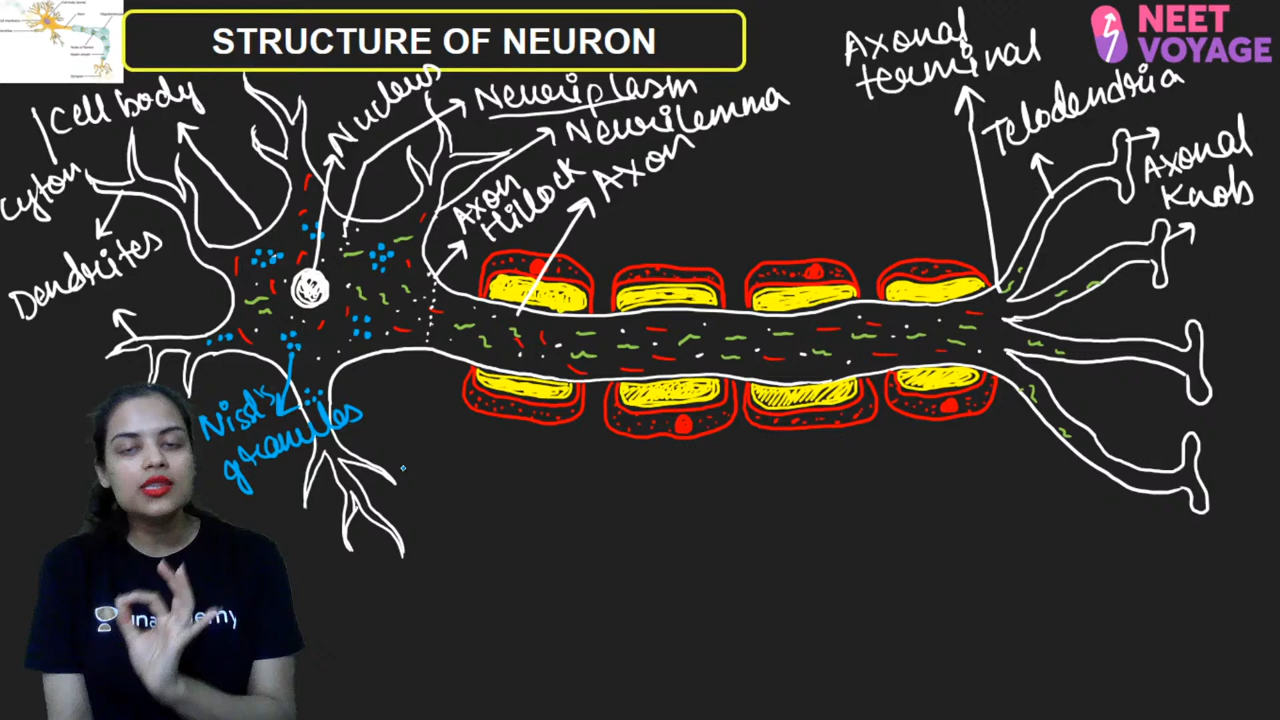 STRUCTURE OF NEURON
NEET
VOYAGE
Cell body
Cyton
Dendrites
Nucleus
Neuriplasm
Neurilemma
Axon
Hillock
Axon
Axonal
terminal
Telodendria
Axonal
Knob
Nissl's
granules